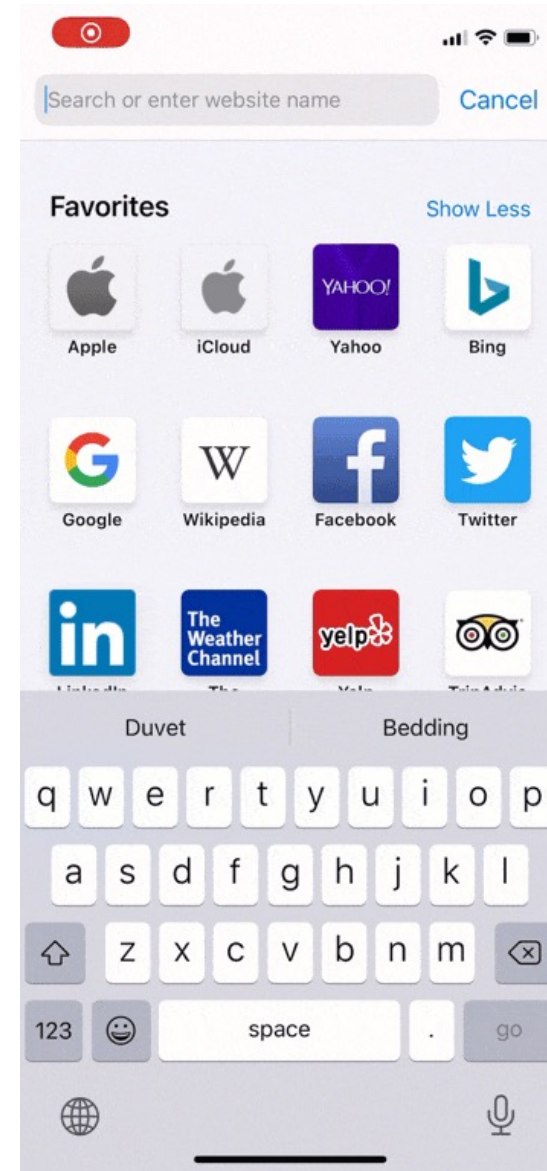 Search or enter website name
Cancel
Favorites
Show Less
YAHOO!
Apple
iCloud
Yahoo
Bing
W
f
Google
Wikipedia
Facebook
Twitter
in
The
Weather
Channel
yelp
Duvet
Bedding
q w e r t y u i o p
a s d f g h j k l
z x c v b n m
123
space
.
go